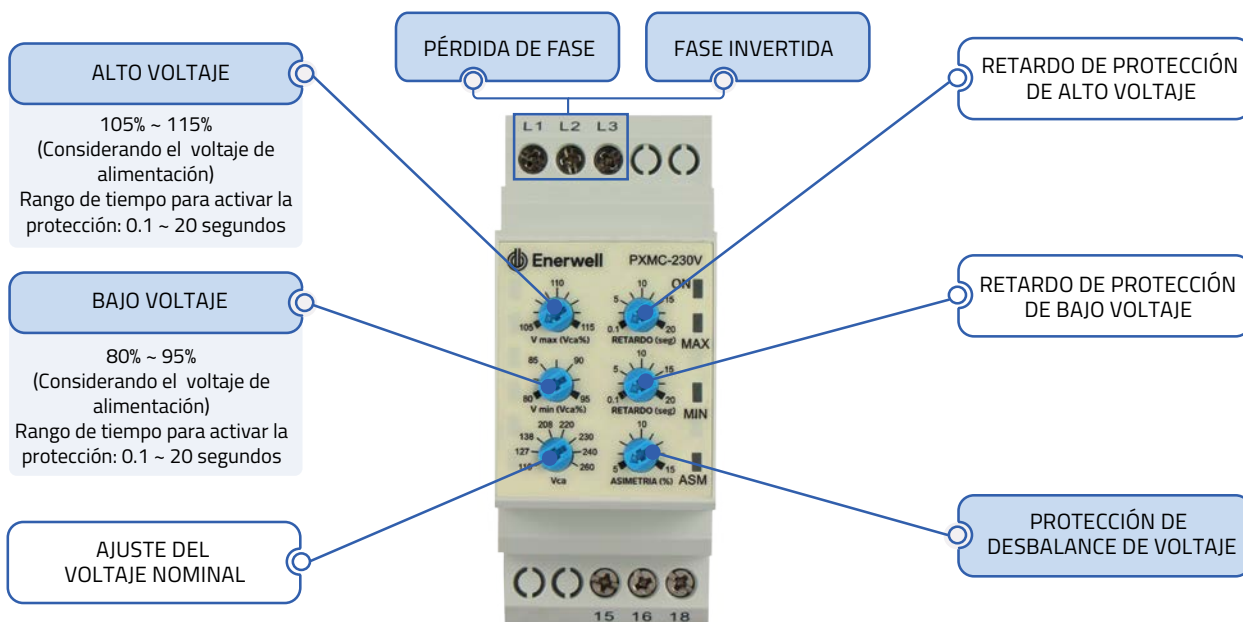 PÉRDIDA DE FASE
FASE INVERTIDA
ALTO VOLTAJE
105% ~ 115%
(Considerando el voltaje de
alimentación)
Rango de tiempo para activar la
protección: 0.1 ~ 20 segundos
BAJO VOLTAJE
80% ~ 95%
(Considerando el voltaje de
alimentación)
Rango de tiempo para activar la
protección: 0.1 ~ 20 segundos
AJUSTE DEL
VOLTAJE NOMINAL
RETARDO DE PROTECCIÓN
DE ALTO VOLTAJE
RETARDO DE PROTECCIÓN
DE BAJO VOLTAJE
PROTECCIÓN DE
DESBALANCE DE VOLTAJE
L1 L2 L3
Enerwell PXMC-230V
110
105 115
V max (Vca%)
10
5 15
0.1 20
RETARDO (seg)
ON
MAX
85 90
80 95
V min (Vca%)
10
5 15
0.1 20
RETARDO (seg)
MIN
208 220
138 230
127 240
260
Vca
10
5 15
ASIMETRIA (%)
ASM
15 16 18